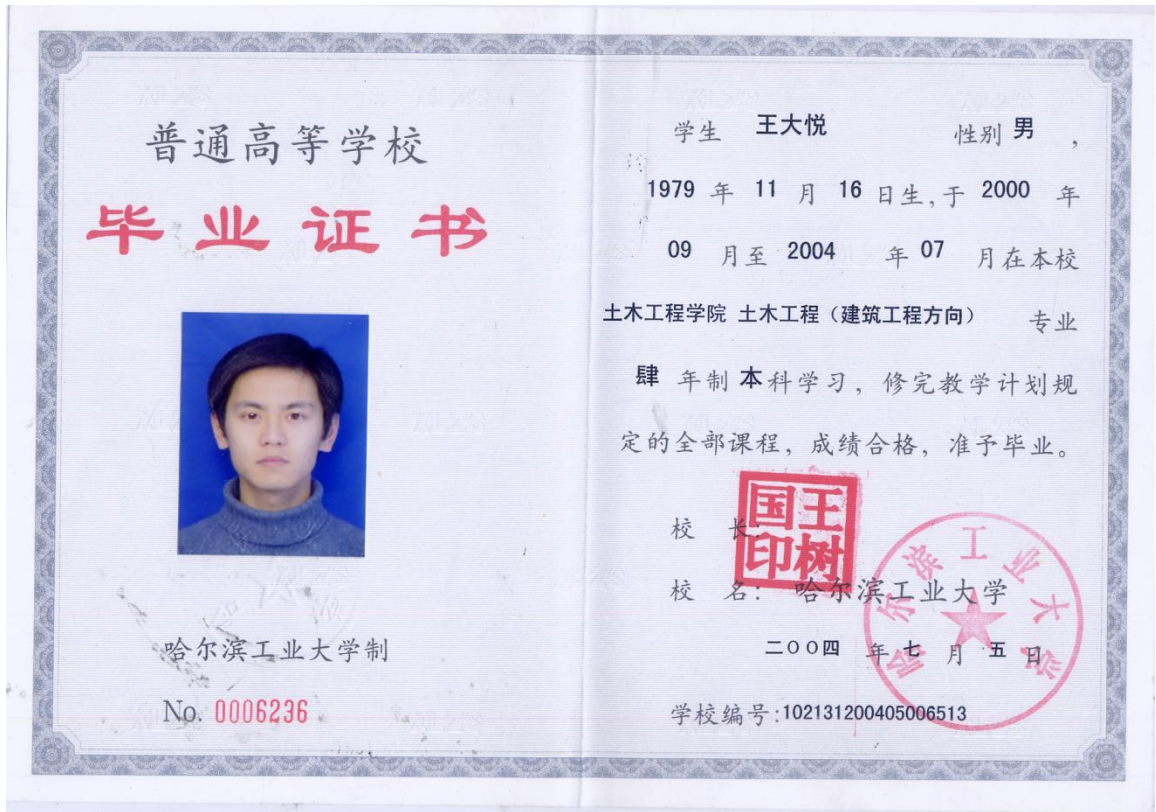 普通高等学校
毕业证书
哈尔滨工业大学制
No. 0006236
学生 王大悦 性别 男，
1979 年 11 月 16 日生，于 2000 年
09 月至 2004 年 07 月在本校
土木工程学院 土木工程（建筑工程方向） 专业
肆 年制 本科学习，修完教学计划规
定的全部课程，成绩合格，准予毕业。
校 长：
王树国印
校 名：哈尔滨工业大学
哈尔滨工业大学
二〇〇四 年 七 月 五 日
学校编号：102131200405006513